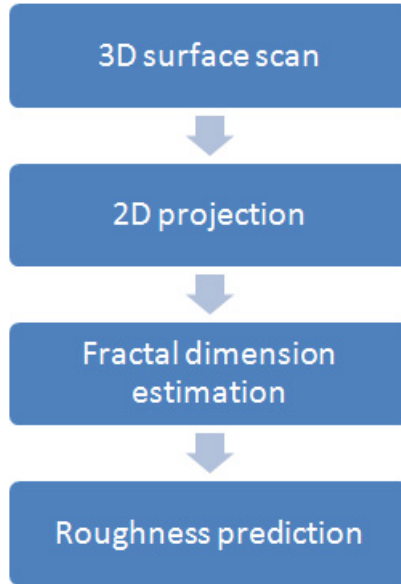 3D surface scan
2D projection
Fractal dimension
estimation
Roughness prediction